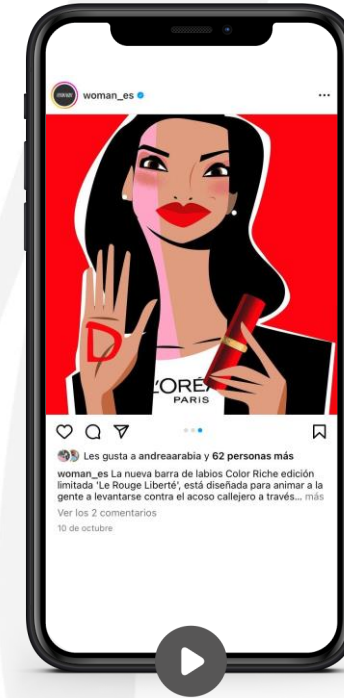 woman_es
D
L'ORÉAL
PARIS
Les gusta a andreaarabia y 62 personas más
woman_es La nueva barra de labios Color Riche edición
limitada 'Le Rouge Liberté', está diseñada para animar a la
gente a levantarse contra el acoso callejero a través... más
Ver los 2 comentarios
10 de octubre